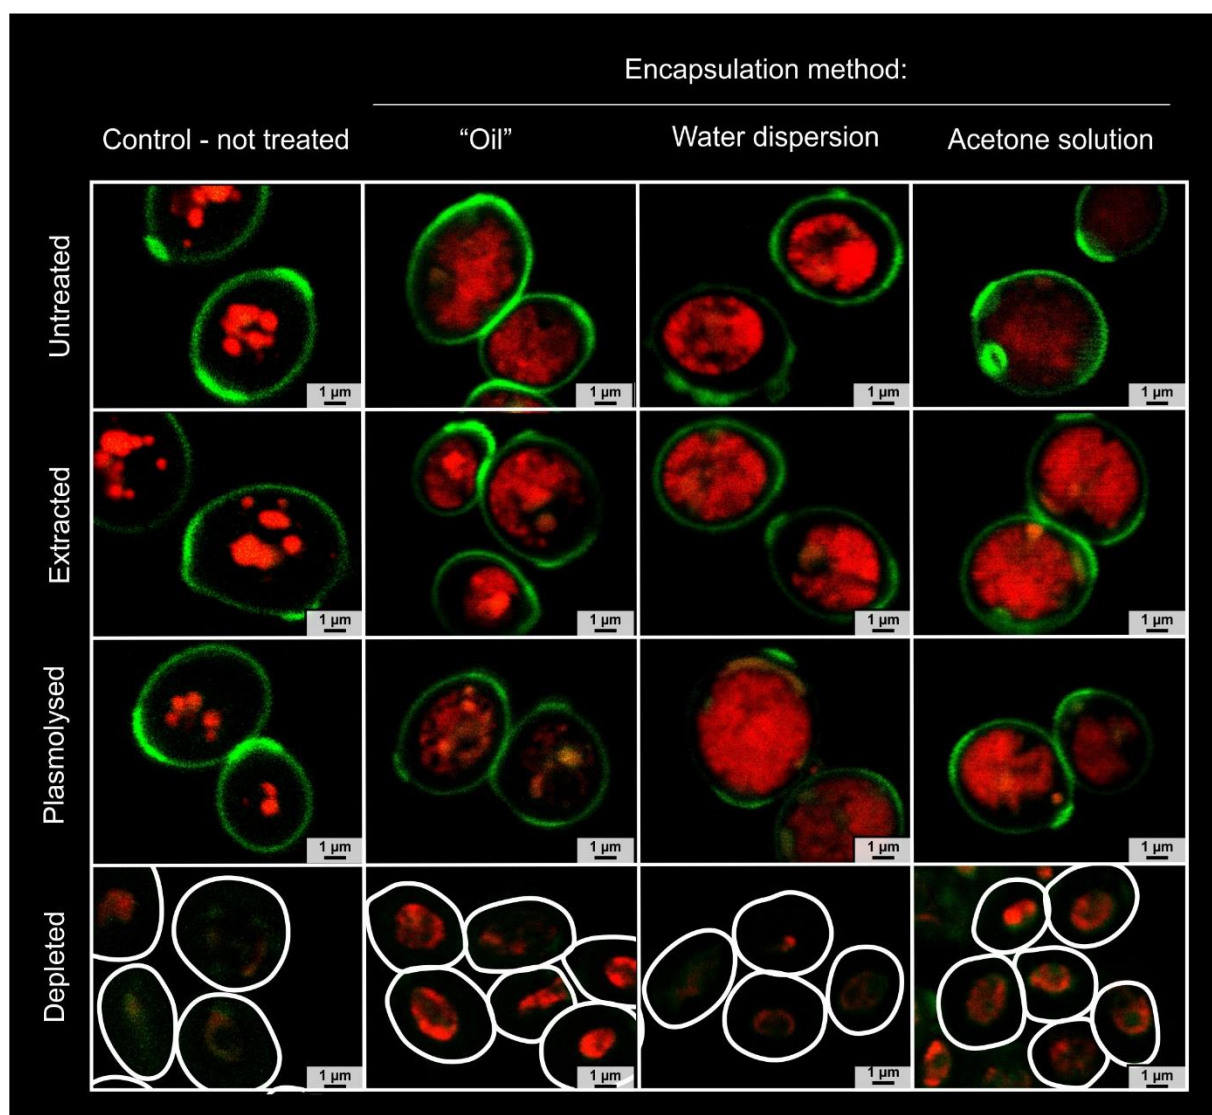 Encapsulation method:
Control - not treated “Oil” Water dispersion Acetone solution
Untreated
1 µm 1 µm 1 µm 1 µm
Extracted
1 µm 1 µm 1 µm 1 µm
Plasmolysed
1 µm 1 µm 1 µm 1 µm
Depleted
1 µm 1 µm 1 µm 1 µm